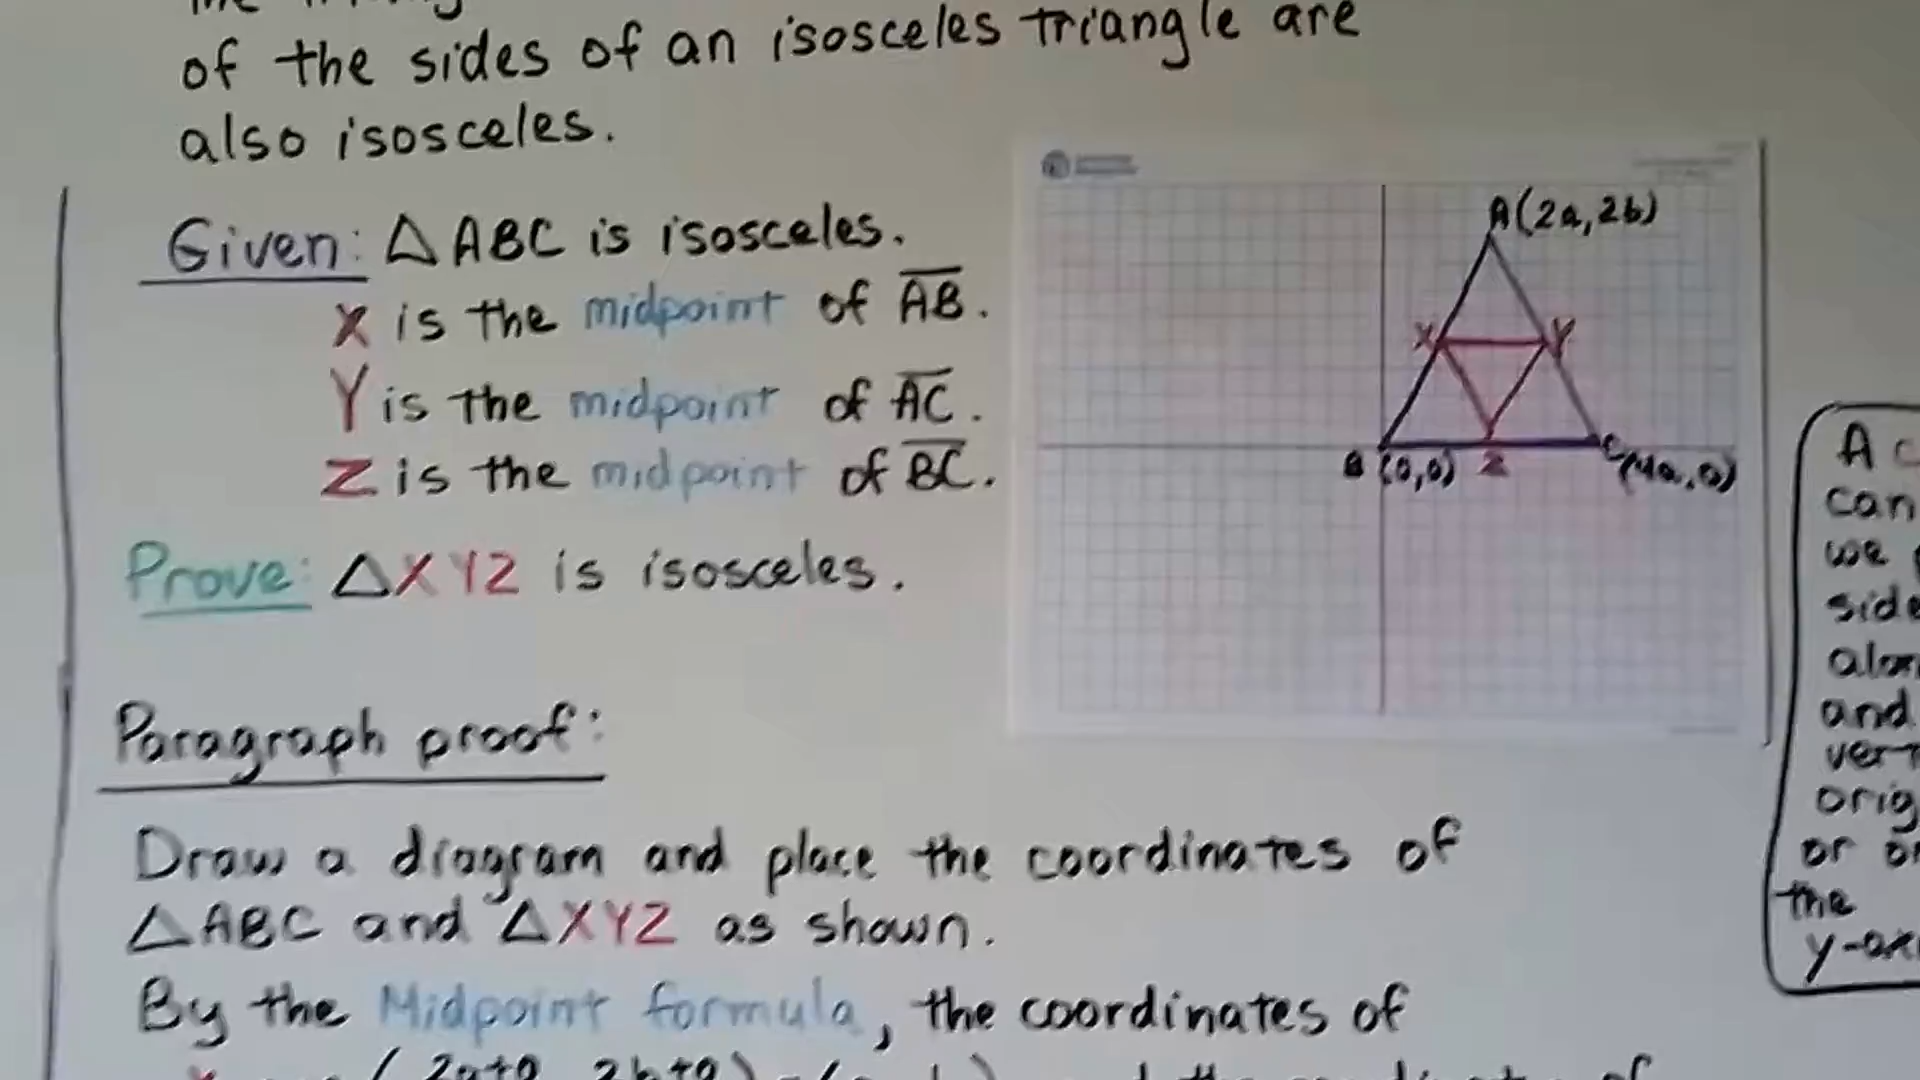 of the sides of an isosceles triangle are
also isosceles.
Given: △ABC is isosceles.
X is the midpoint of AB.
Y is the midpoint of AC.
Z is the midpoint of BC.
Prove: △XYZ is isosceles.
A(2a,2b)
X Y
B(0,0) Z C(4a,0)
Paragraph proof:
Draw a diagram and place the coordinates of
△ABC and △XYZ as shown.
By the Midpoint formula, the coordinates of
A
can
we
side
and
or
the